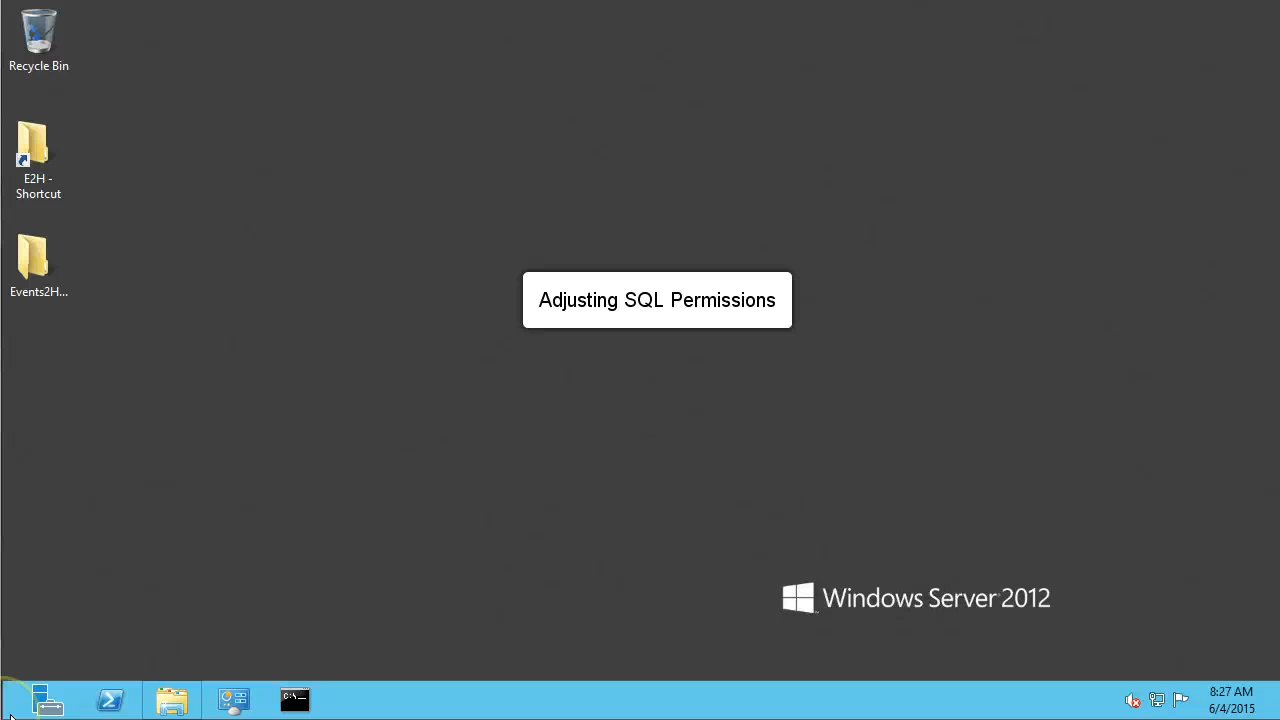 Recycle Bin
E2H -
Shortcut
Events2H...
Adjusting SQL Permissions
Windows Server 2012
C:\_
8:27 AM
6/4/2015